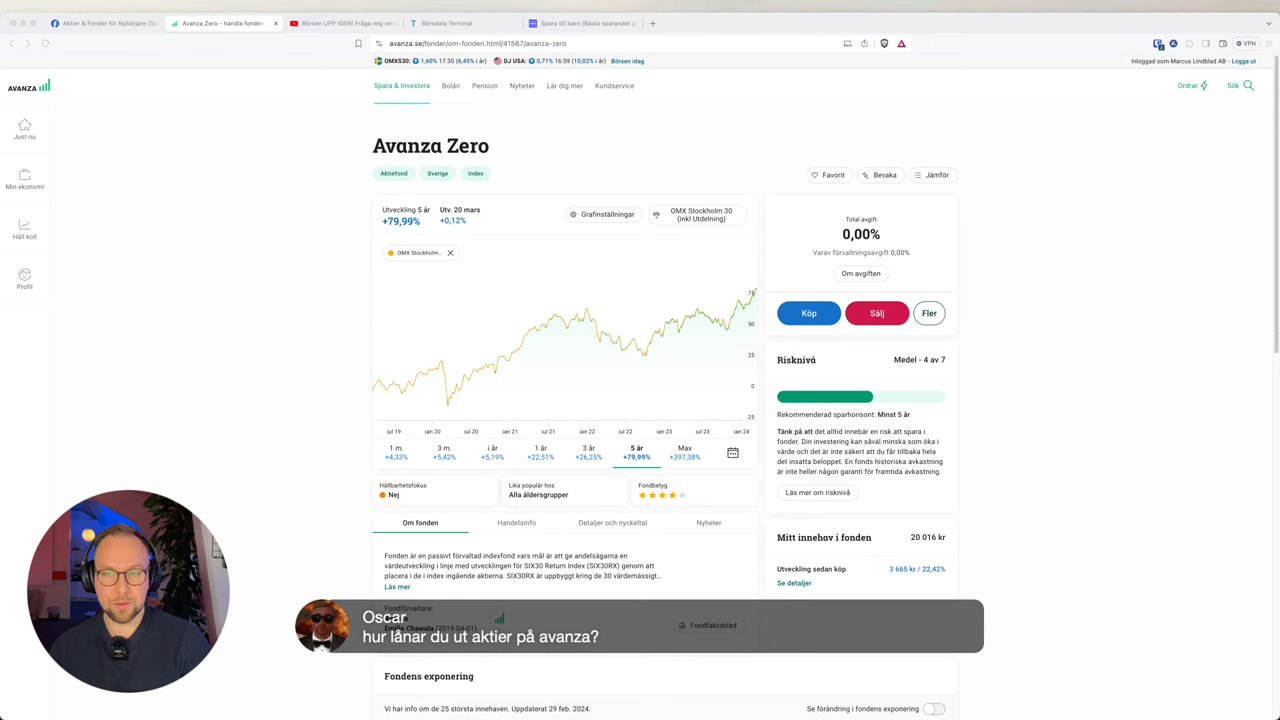 Aktier & Fonder för Nybörjare (Su
Avanza Zero – handla fonden
Börsen UPP IGEN! Fråga mig om
Börsdata Terminal
Spara till barn (Bästa sparandet
avanza.se/fonder/om-fonden.html/41567/avanza-zero
VPN
OMXS30: 1,60% 17:30 (6,45% i år) DJ USA: 0,71% 16:59 (10,02% i år) Börsen idag
Inloggad som Marcus Lindblad AB - Logga ut
AVANZA
Spara & Investera Bolån Pension Nyheter Lär dig mer Kundservice
Ordrar Sök
Just nu
Min ekonomi
Håll koll
Profil
Avanza Zero
Aktiefond Sverige Index
Favorit Bevaka Jämför
Utveckling 5 år Utv. 20 mars
+79,99% +0,12%
Grafinställningar
OMX Stockholm 30
(inkl Utdelning)
OMX Stockholm...
75
50
25
0
-25
jul 19 jan 20 jul 20 jan 21 jul 21 jan 22 jul 22 jan 23 jul 23 jan 24
1 m. 3 m. i år 1 år 3 år 5 år Max
+4,33% +5,42% +5,19% +22,51% +26,25% +79,99% +397,38%
Hållbarhetsfokus
Nej
Lika populär hos
Alla åldersgrupper
Fondbetyg
Om fonden Handelsinfo Detaljer och nyckeltal Nyheter
Fonden är en passivt förvaltad indexfond vars mål är att ge andelsägarna en
värdeutveckling i linje med utvecklingen för SIX30 Return Index (SIX30RX) genom att
placera i de i index ingående aktierna. SIX30RX är uppbyggt kring de 30 värdemässigt...
Läs mer
Fondförvaltare:
Chawala (2019-04-01)
Fondfaktablad
Fondens exponering
Vi har info om de 25 största innehaven. Uppdaterat 29 feb. 2024.
Se förändring i fondens exponering
Total avgift
0,00%
Varav förvaltningsavgift 0,00%
Om avgiften
Köp Sälj Fler
Risknivå Medel - 4 av 7
Rekommenderad sparhorisont: Minst 5 år
Tänk på att det alltid innebär en risk att spara i
fonder. Din investering kan såväl minska som öka i
värde och det är inte säkert att du får tillbaka hela
det insatta beloppet. En fonds historiska avkastning
är inte heller någon garanti för framtida avkastning.
Läs mer om risknivå
Mitt innehav i fonden 20 016 kr
Utveckling sedan köp 3 665 kr / 22,42%
Se detaljer
Oscar
hur lånar du ut aktier på avanza?